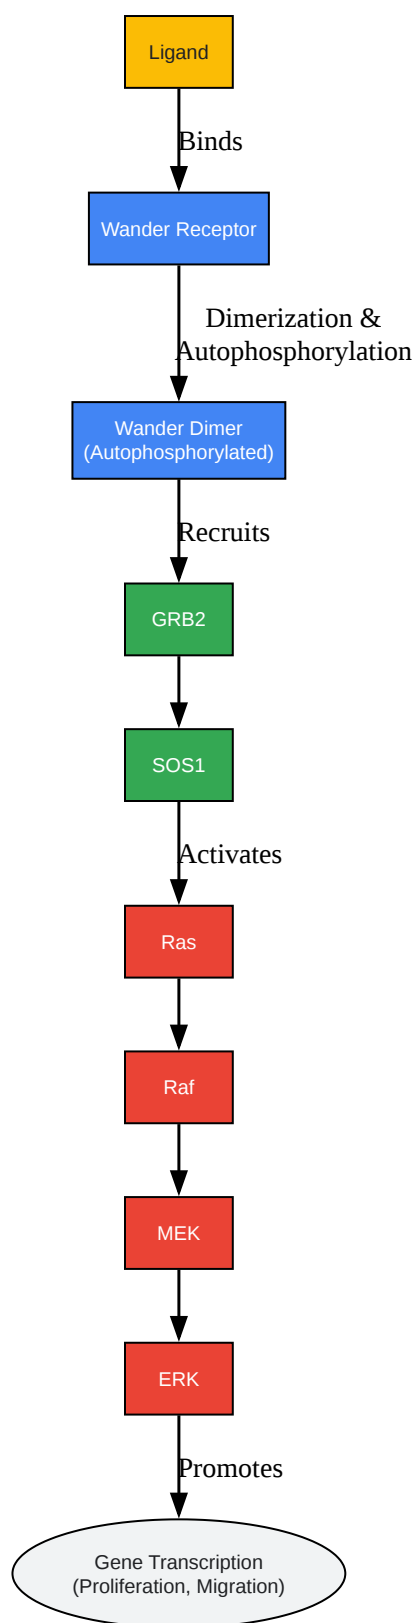 Ligand
Binds
Wander Receptor
Dimerization &
Autophosphorylation
Wander Dimer
(Autophosphorylated)
Recruits
GRB2
SOS1
Activates
Ras
Raf
MEK
ERK
Promotes
Gene Transcription
(Proliferation, Migration)